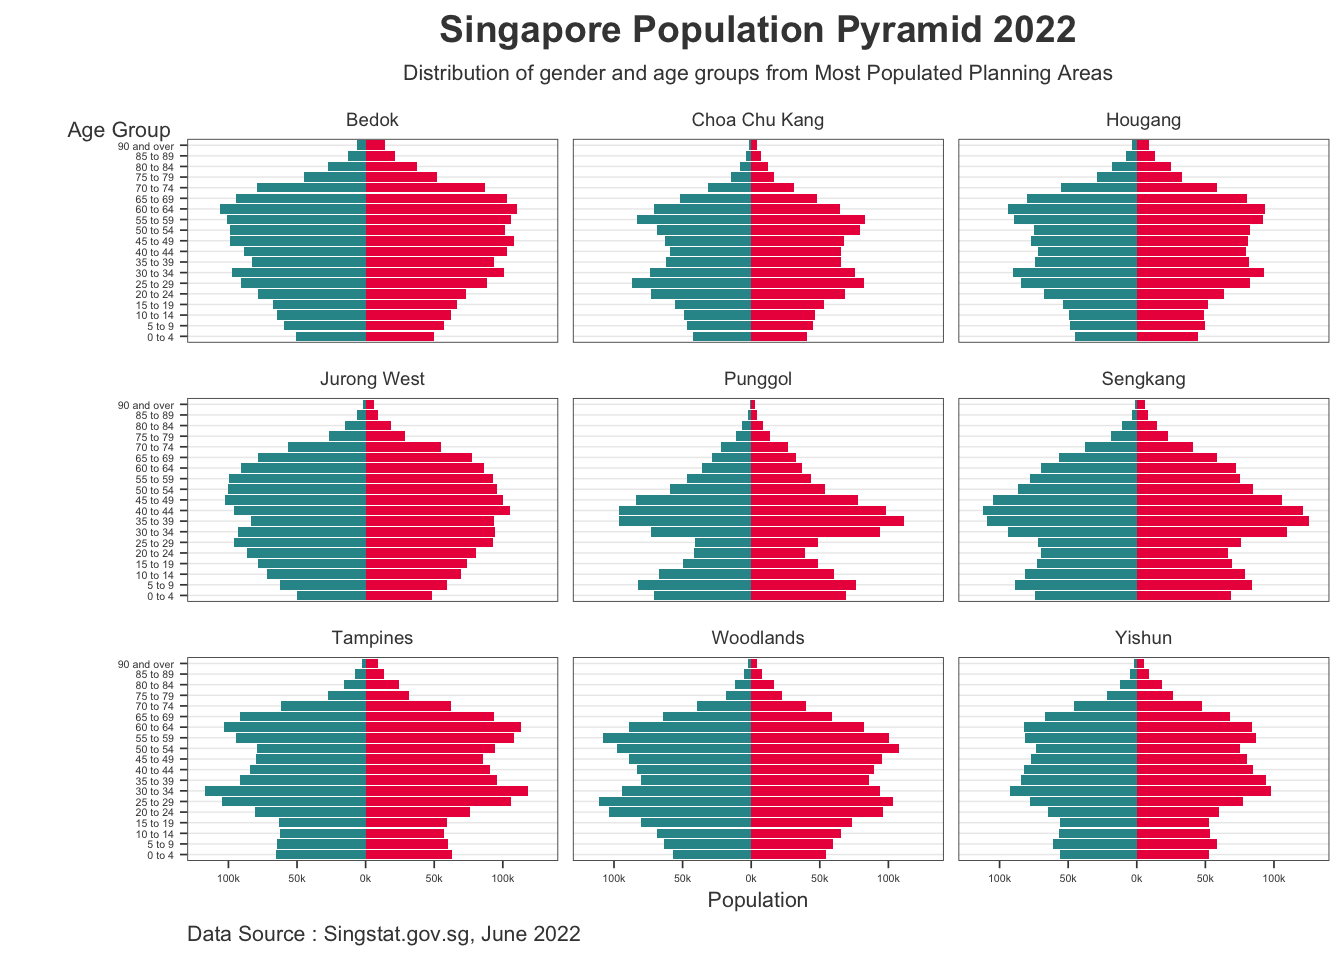 Singapore Population Pyramid 2022
Distribution of gender and age groups from Most Populated Planning Areas
Age Group
Bedok
Choa Chu Kang
Hougang
90 and over
85 to 89
80 to 84
75 to 79
70 to 74
65 to 69
60 to 64
55 to 59
50 to 54
45 to 49
40 to 44
35 to 39
30 to 34
25 to 29
20 to 24
15 to 19
10 to 14
5 to 9
0 to 4
Jurong West
Punggol
Sengkang
90 and over
85 to 89
80 to 84
75 to 79
70 to 74
65 to 69
60 to 64
55 to 59
50 to 54
45 to 49
40 to 44
35 to 39
30 to 34
25 to 29
20 to 24
15 to 19
10 to 14
5 to 9
0 to 4
Tampines
Woodlands
Yishun
90 and over
85 to 89
80 to 84
75 to 79
70 to 74
65 to 69
60 to 64
55 to 59
50 to 54
45 to 49
40 to 44
35 to 39
30 to 34
25 to 29
20 to 24
15 to 19
10 to 14
5 to 9
0 to 4
100k 50k 0k 50k 100k
100k 50k 0k 50k 100k
100k 50k 0k 50k 100k
Population
Data Source : Singstat.gov.sg, June 2022